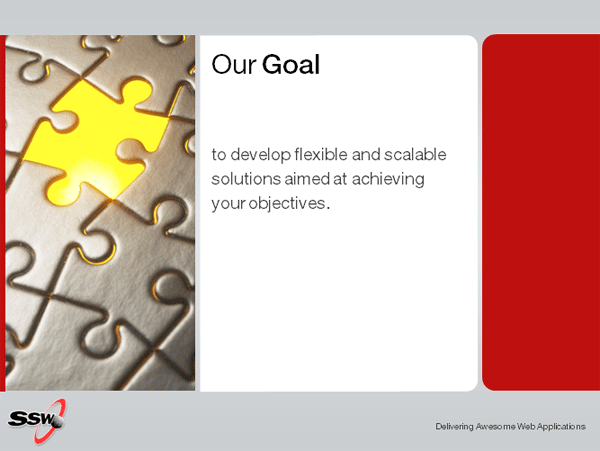 Our Goal
to develop flexible and scalable
solutions aimed at achieving
your objectives.
SSW
Delivering Awesome Web Applications